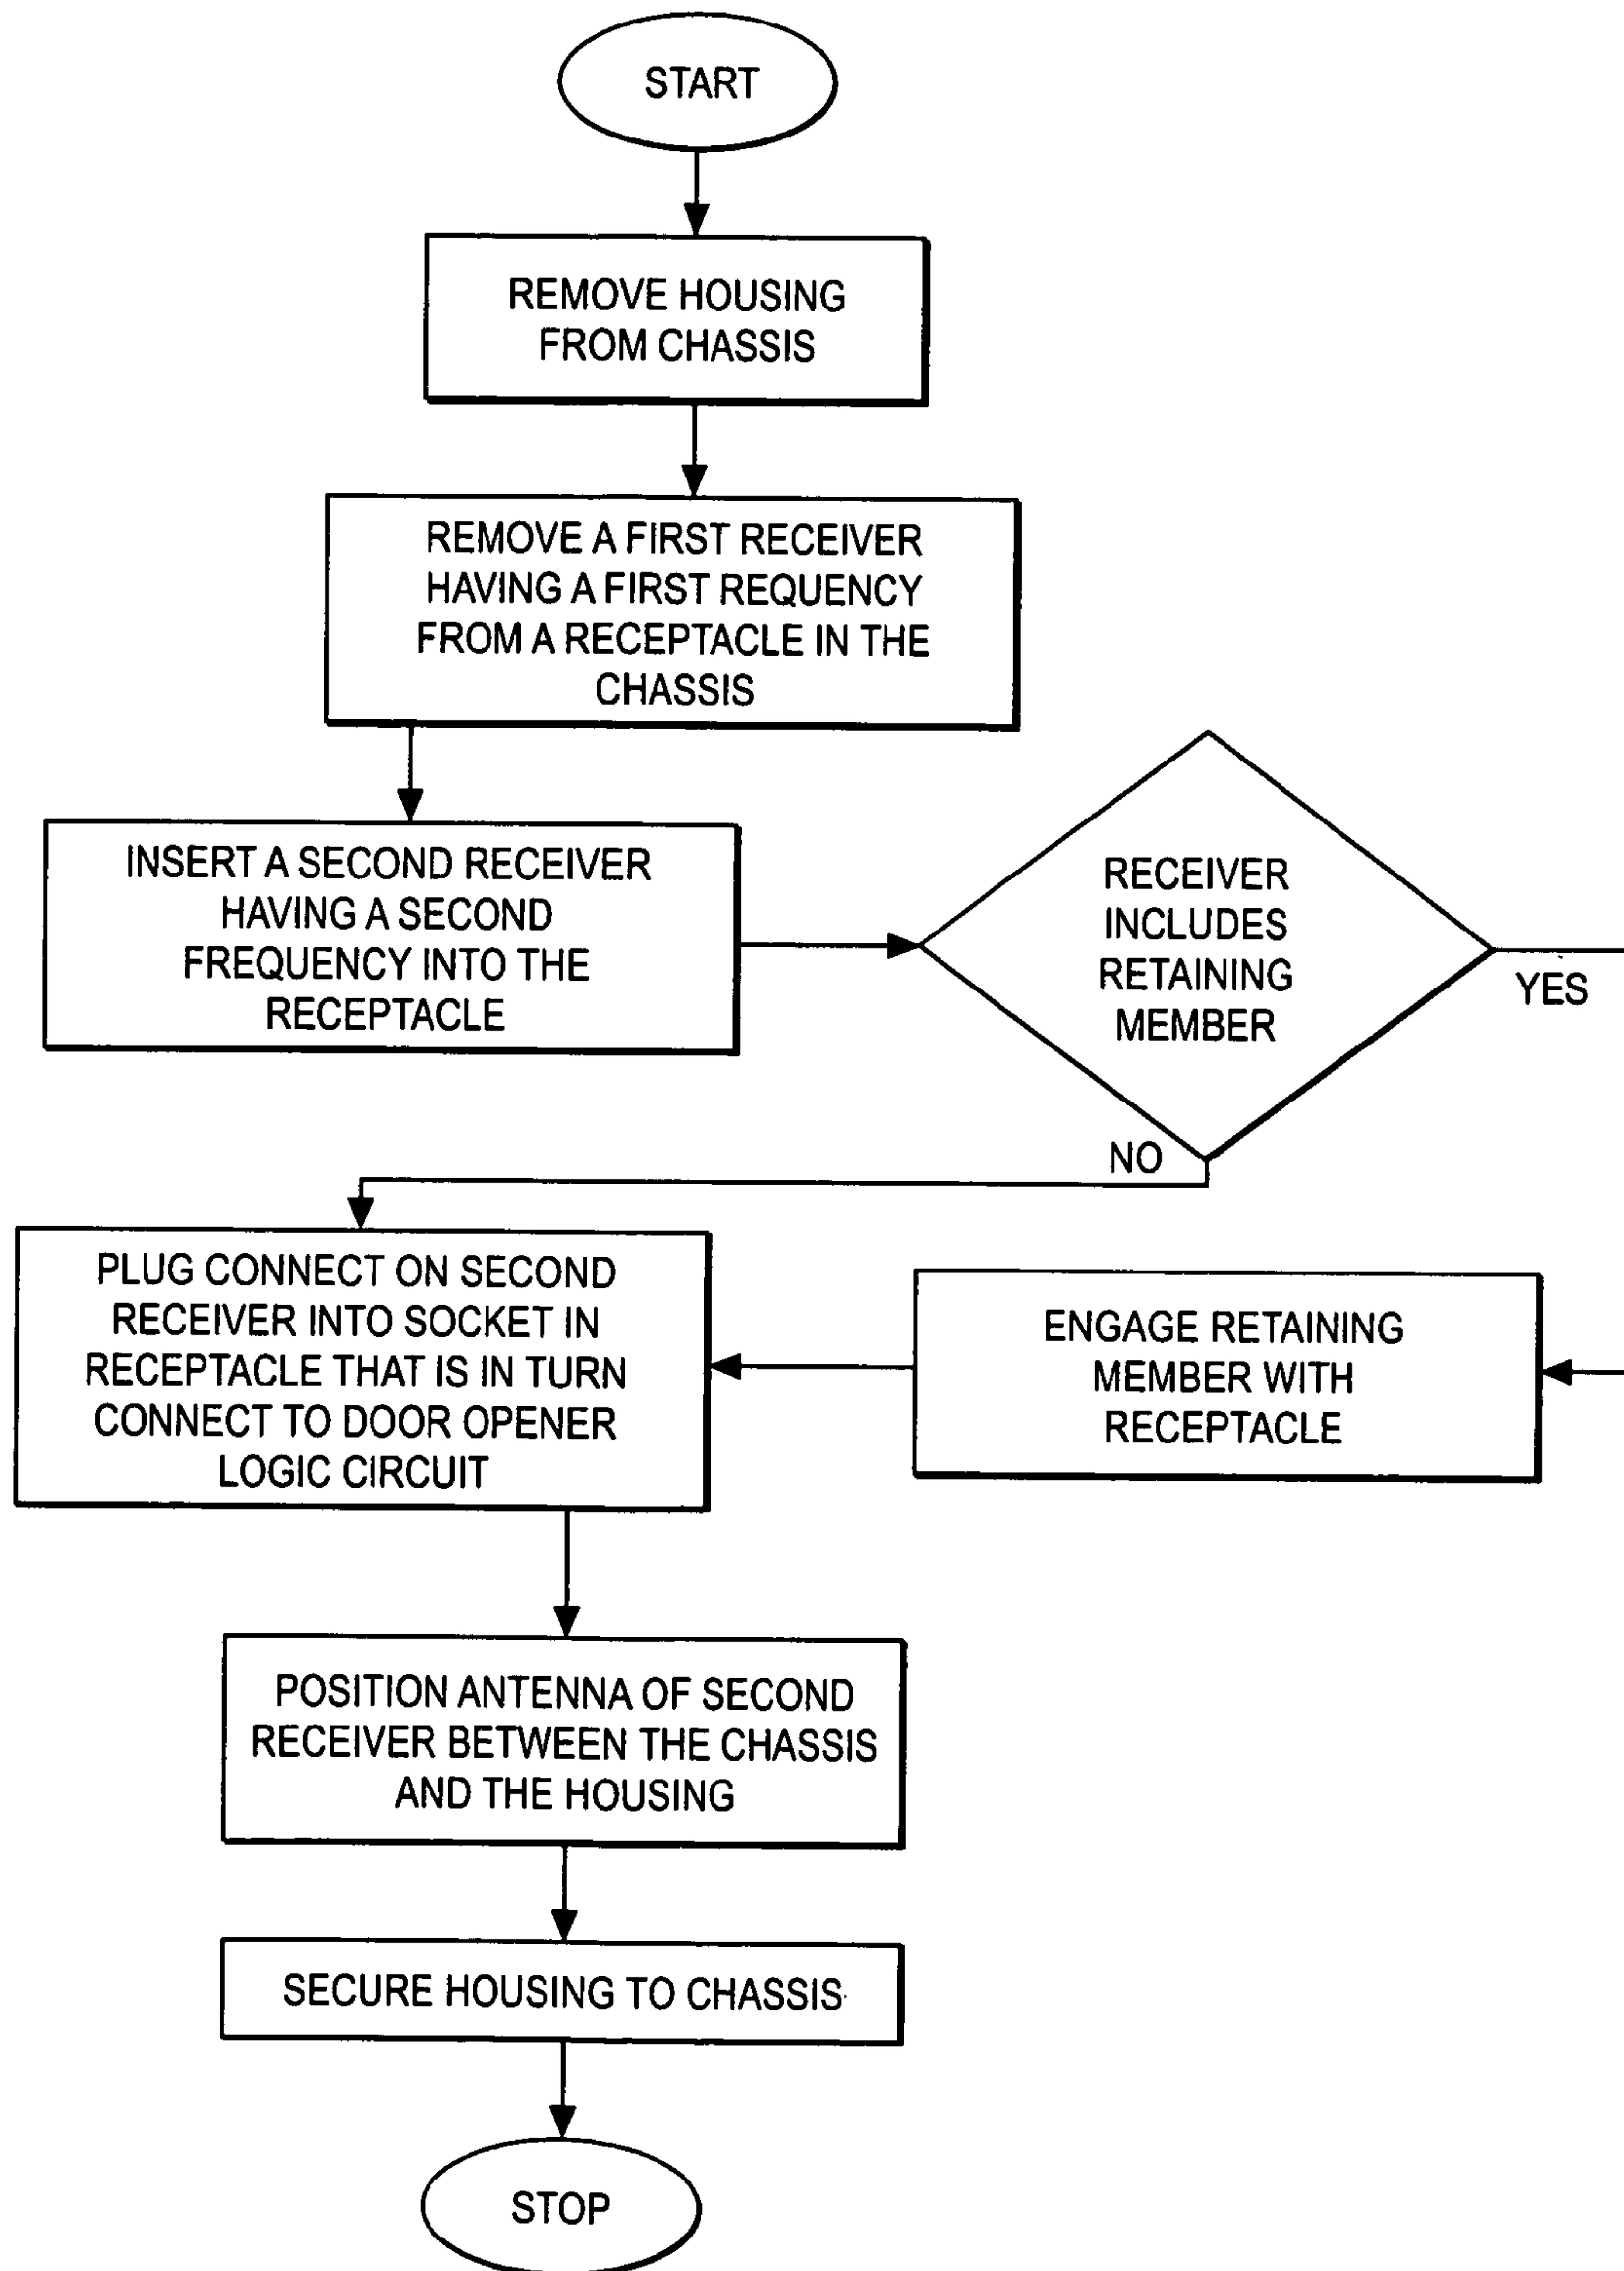 START
REMOVE HOUSING
FROM CHASSIS
REMOVE A FIRST RECEIVER
HAVING A FIRST REQUENCY
FROM A RECEPTACLE IN THE
CHASSIS
INSERT A SECOND RECEIVER
HAVING A SECOND
FREQUENCY INTO THE
RECEPTACLE
RECEIVER
INCLUDES
RETAINING
MEMBER
YES
NO
PLUG CONNECT ON SECOND
RECEIVER INTO SOCKET IN
RECEPTACLE THAT IS IN TURN
CONNECT TO DOOR OPENER
LOGIC CIRCUIT
ENGAGE RETAINING
MEMBER WITH
RECEPTACLE
POSITION ANTENNA OF SECOND
RECEIVER BETWEEN THE CHASSIS
AND THE HOUSING
SECURE HOUSING TO CHASSIS
STOP